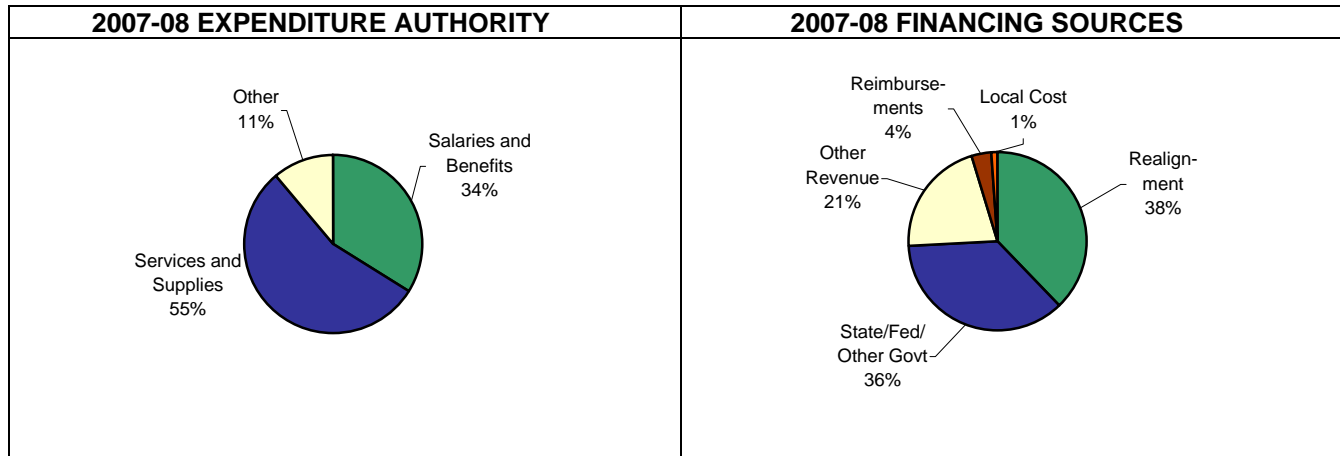 2007-08 EXPENDITURE AUTHORITY
Other
11%
Salaries and
Benefits
34%
Services and
Supplies
55%
2007-08 FINANCING SOURCES
Reimburse-
ments
4%
Local Cost
1%
Other
Revenue
21%
Realign-
ment
38%
State/Fed/
Other Govt
36%